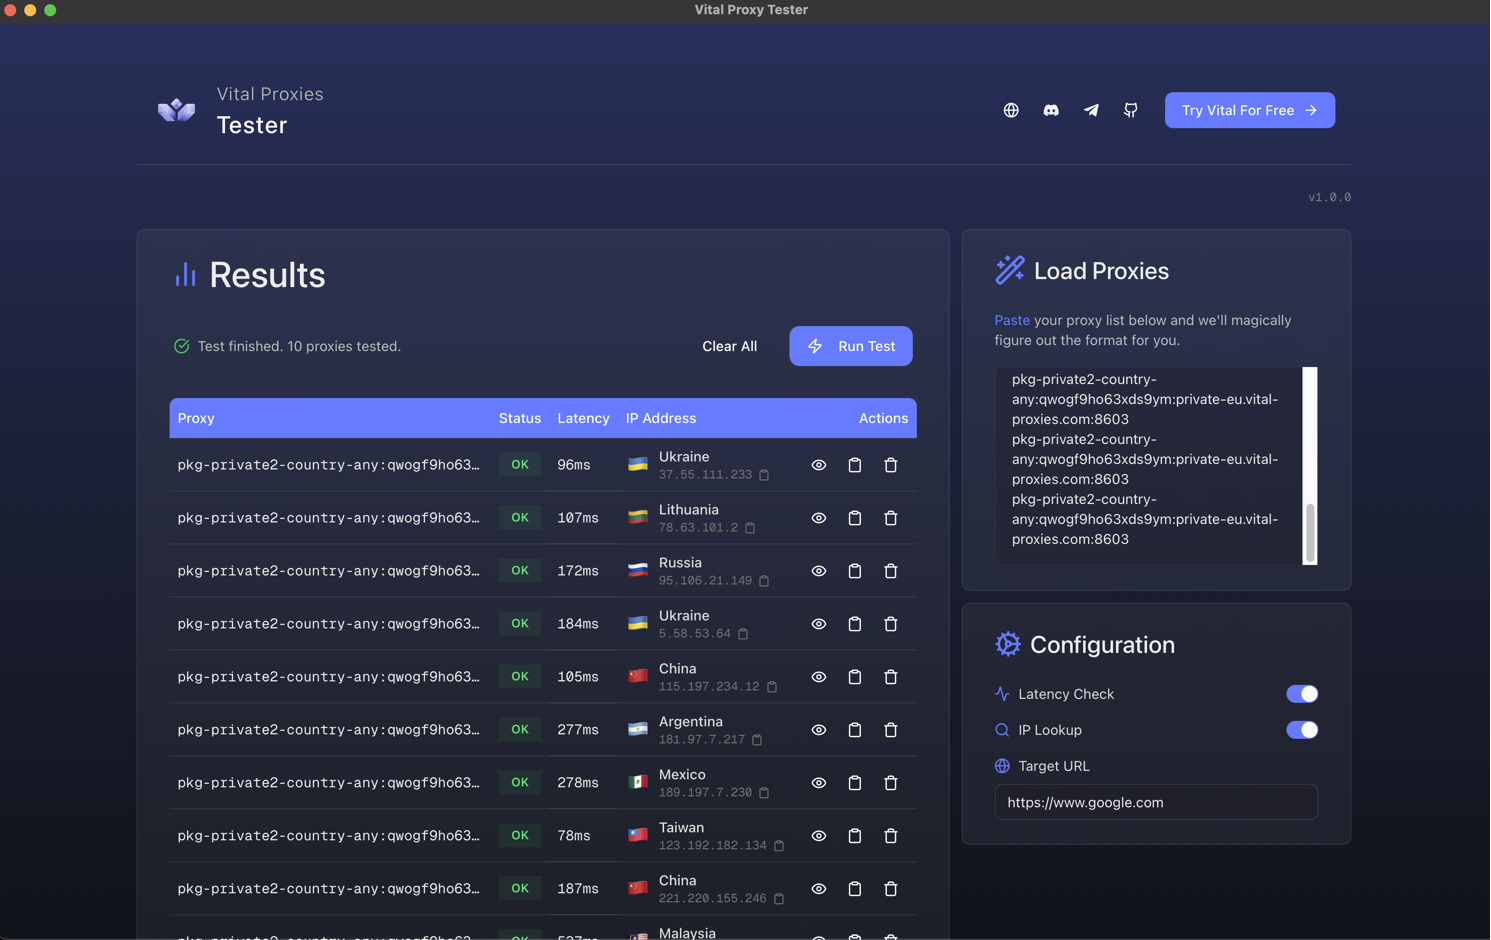 Vital Proxy Tester
Vital Proxies
Tester
Try Vital For Free
v1.0.0
Results
Test finished. 10 proxies tested.
Clear All
Run Test
Proxy Status Latency IP Address Actions
pkg-private2-country-any:qwogf9ho63… OK 96ms Ukraine
37.55.111.233
pkg-private2-country-any:qwogf9ho63… OK 107ms Lithuania
78.63.101.2
pkg-private2-country-any:qwogf9ho63… OK 172ms Russia
95.106.21.149
pkg-private2-country-any:qwogf9ho63… OK 184ms Ukraine
5.58.53.64
pkg-private2-country-any:qwogf9ho63… OK 105ms China
115.197.234.12
pkg-private2-country-any:qwogf9ho63… OK 277ms Argentina
181.97.7.217
pkg-private2-country-any:qwogf9ho63… OK 278ms Mexico
189.197.7.230
pkg-private2-country-any:qwogf9ho63… OK 78ms Taiwan
123.192.182.134
pkg-private2-country-any:qwogf9ho63… OK 187ms China
221.220.155.246
pkg-private2-country-any:qwogf9ho63… OK Malaysia
Load Proxies
Paste your proxy list below and we'll magically
figure out the format for you.
pkg-private2-country-
any:qwogf9ho63xds9ym:private-eu.vital-
proxies.com:8603
pkg-private2-country-
any:qwogf9ho63xds9ym:private-eu.vital-
proxies.com:8603
pkg-private2-country-
any:qwogf9ho63xds9ym:private-eu.vital-
proxies.com:8603
Configuration
Latency Check
IP Lookup
Target URL
https://www.google.com